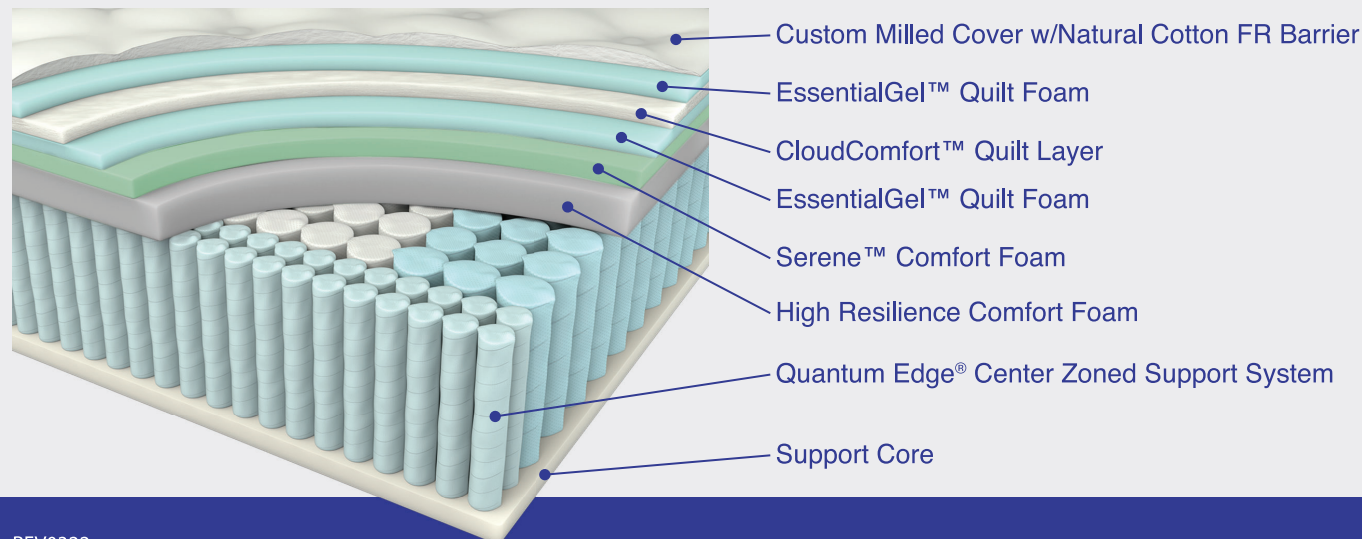 Custom Milled Cover w/Natural Cotton FR Barrier
EssentialGel™ Quilt Foam
CloudComfort™ Quilt Layer
EssentialGel™ Quilt Foam
Serene™ Comfort Foam
High Resilience Comfort Foam
Quantum Edge® Center Zoned Support System
Support Core